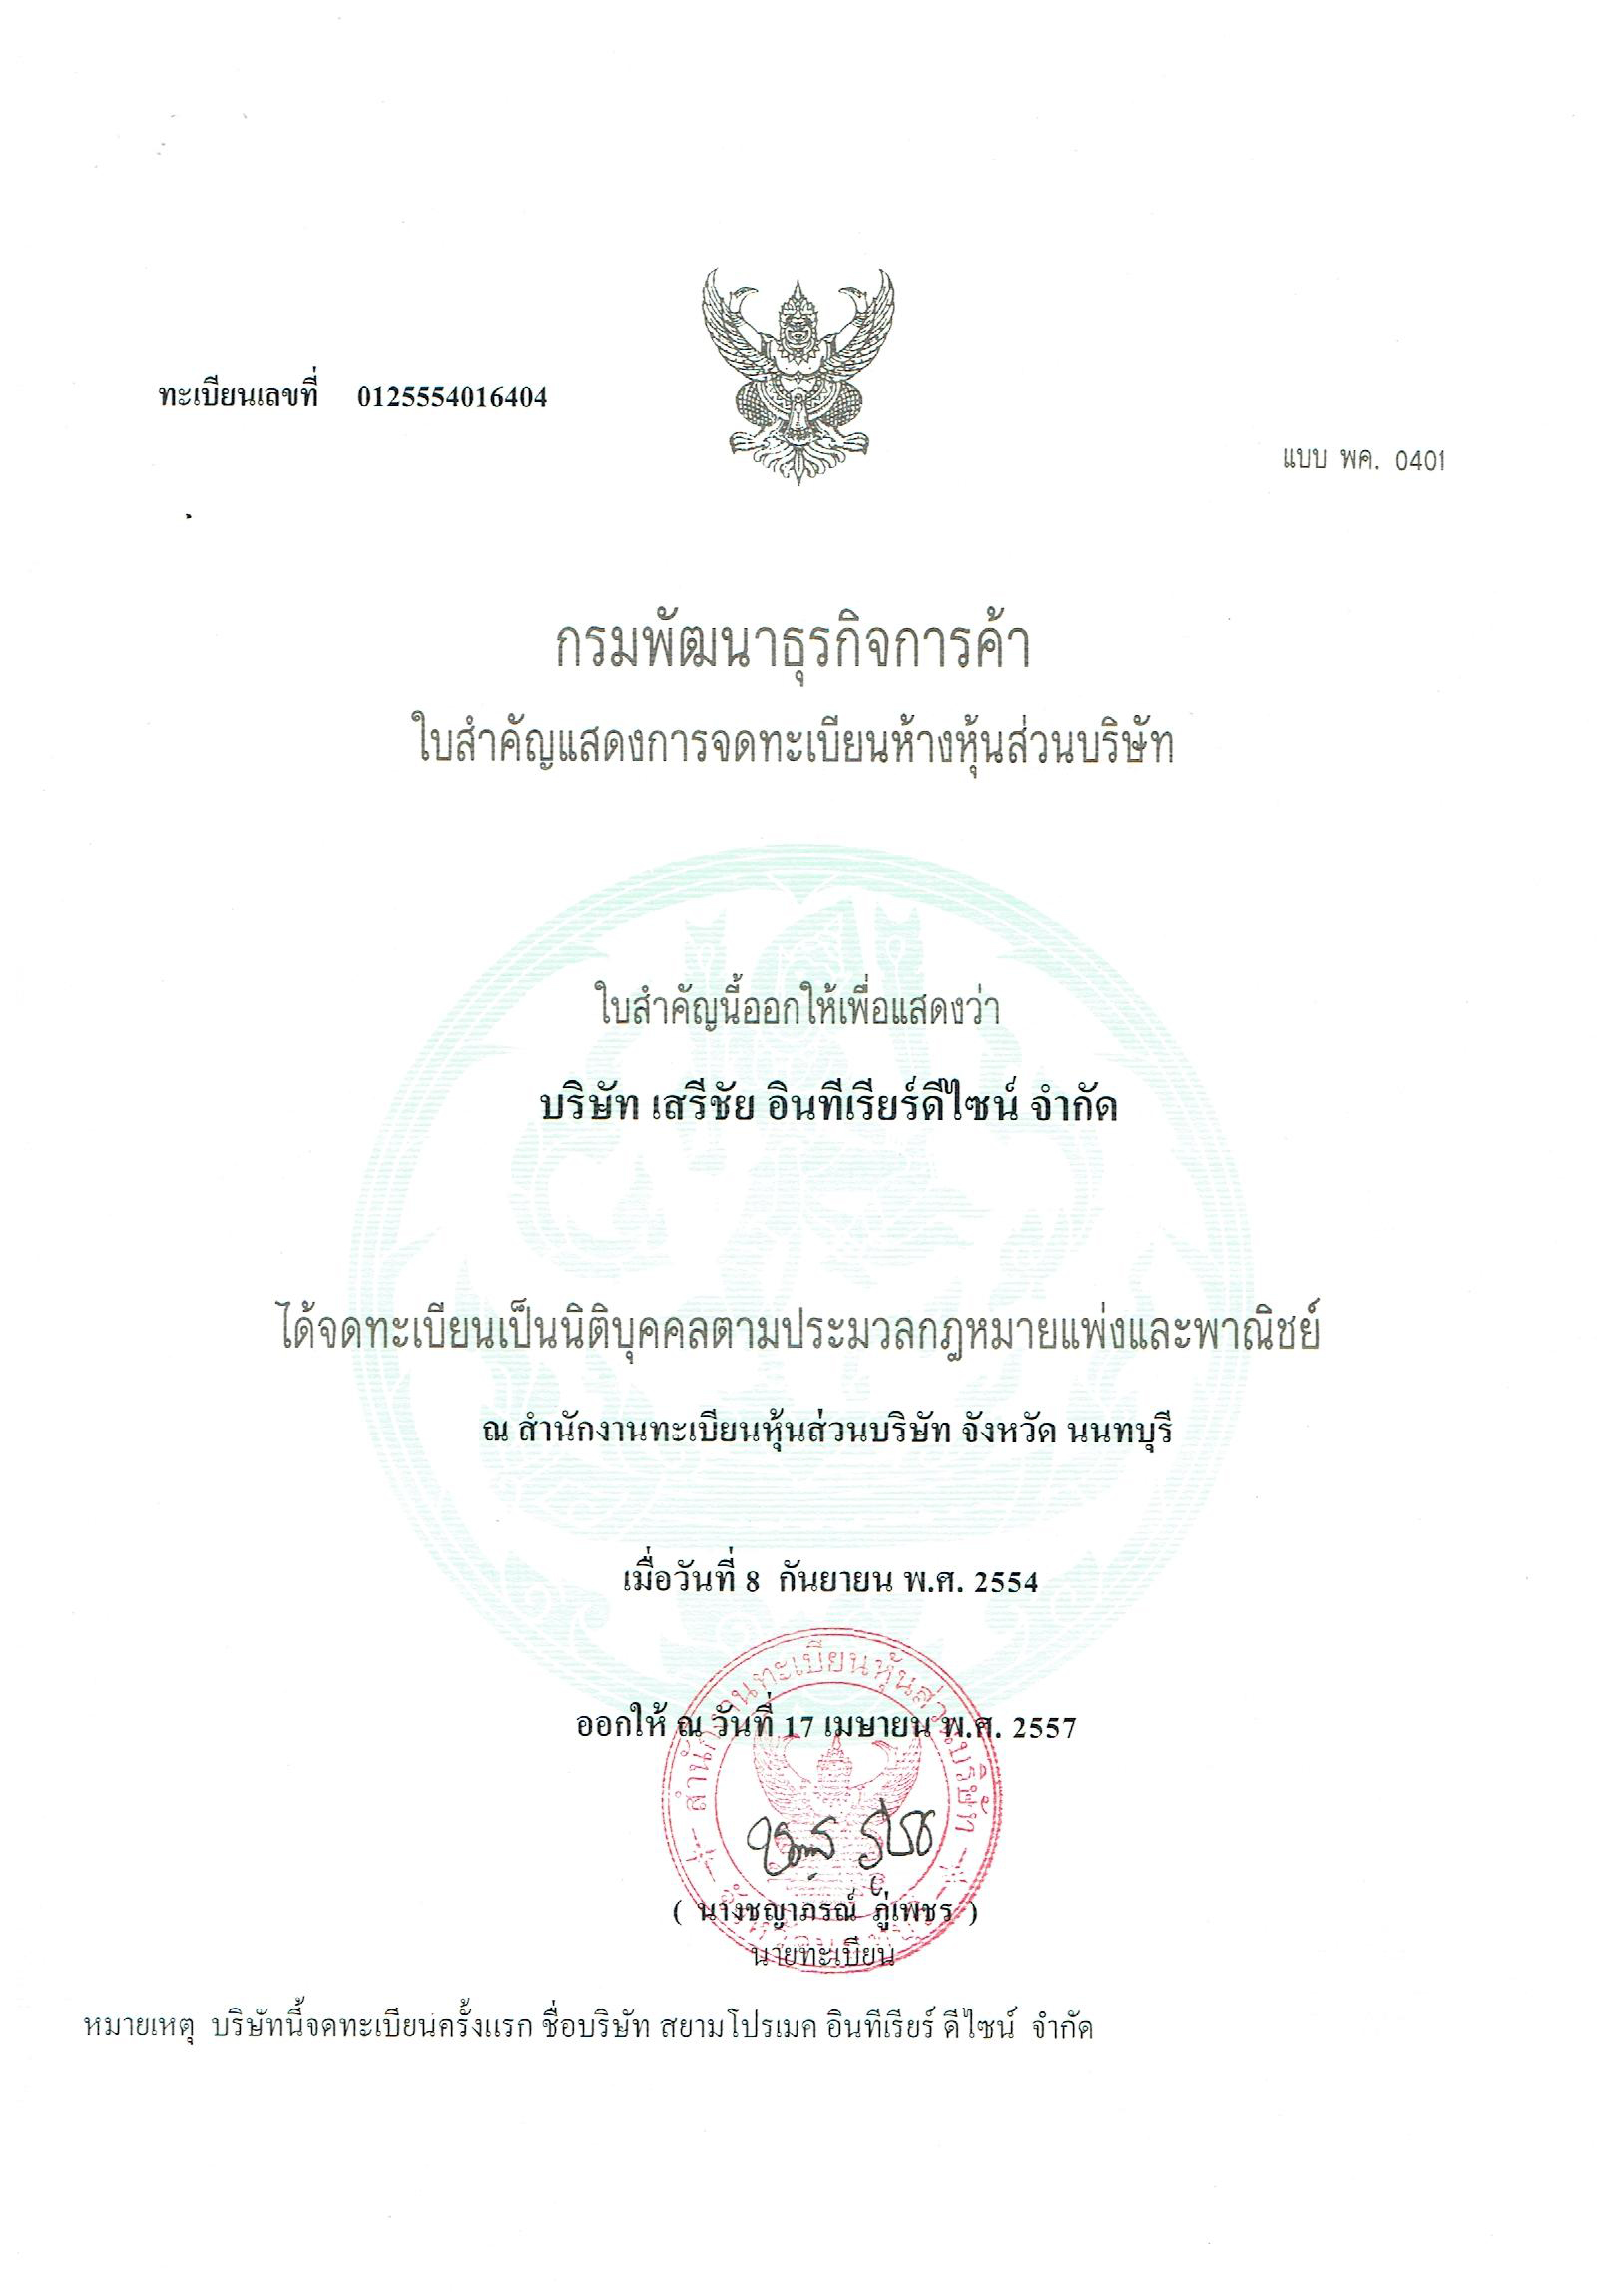 ทะเบียนเลขที่ 0125554016404
แบบ พค. 0401
กรมพัฒนาธุรกิจการค้า
ใบสำคัญแสดงการจดทะเบียนห้างหุ้นส่วนบริษัท
ใบสำคัญนี้ออกให้เพื่อแสดงว่า
บริษัท เสรีชัย อินทีเรียร์ดีไซน์ จำกัด
ได้จดทะเบียนเป็นนิติบุคคลตามประมวลกฎหมายแพ่งและพาณิชย์
ณ สำนักงานทะเบียนหุ้นส่วนบริษัท จังหวัด นนทบุรี
เมื่อวันที่ 8 กันยายน พ.ศ. 2554
สำนักงานทะเบียนหุ้นส่วนบริษัท
ออกให้ ณ วันที่ 17 เมษายน พ.ศ. 2557
( นางชญาภรณ์ ภู่เพชร )
นายทะเบียน
หมายเหตุ บริษัทนี้จดทะเบียนครั้งแรก ชื่อบริษัท สยามโปรเมค อินทีเรียร์ ดีไซน์ จำกัด